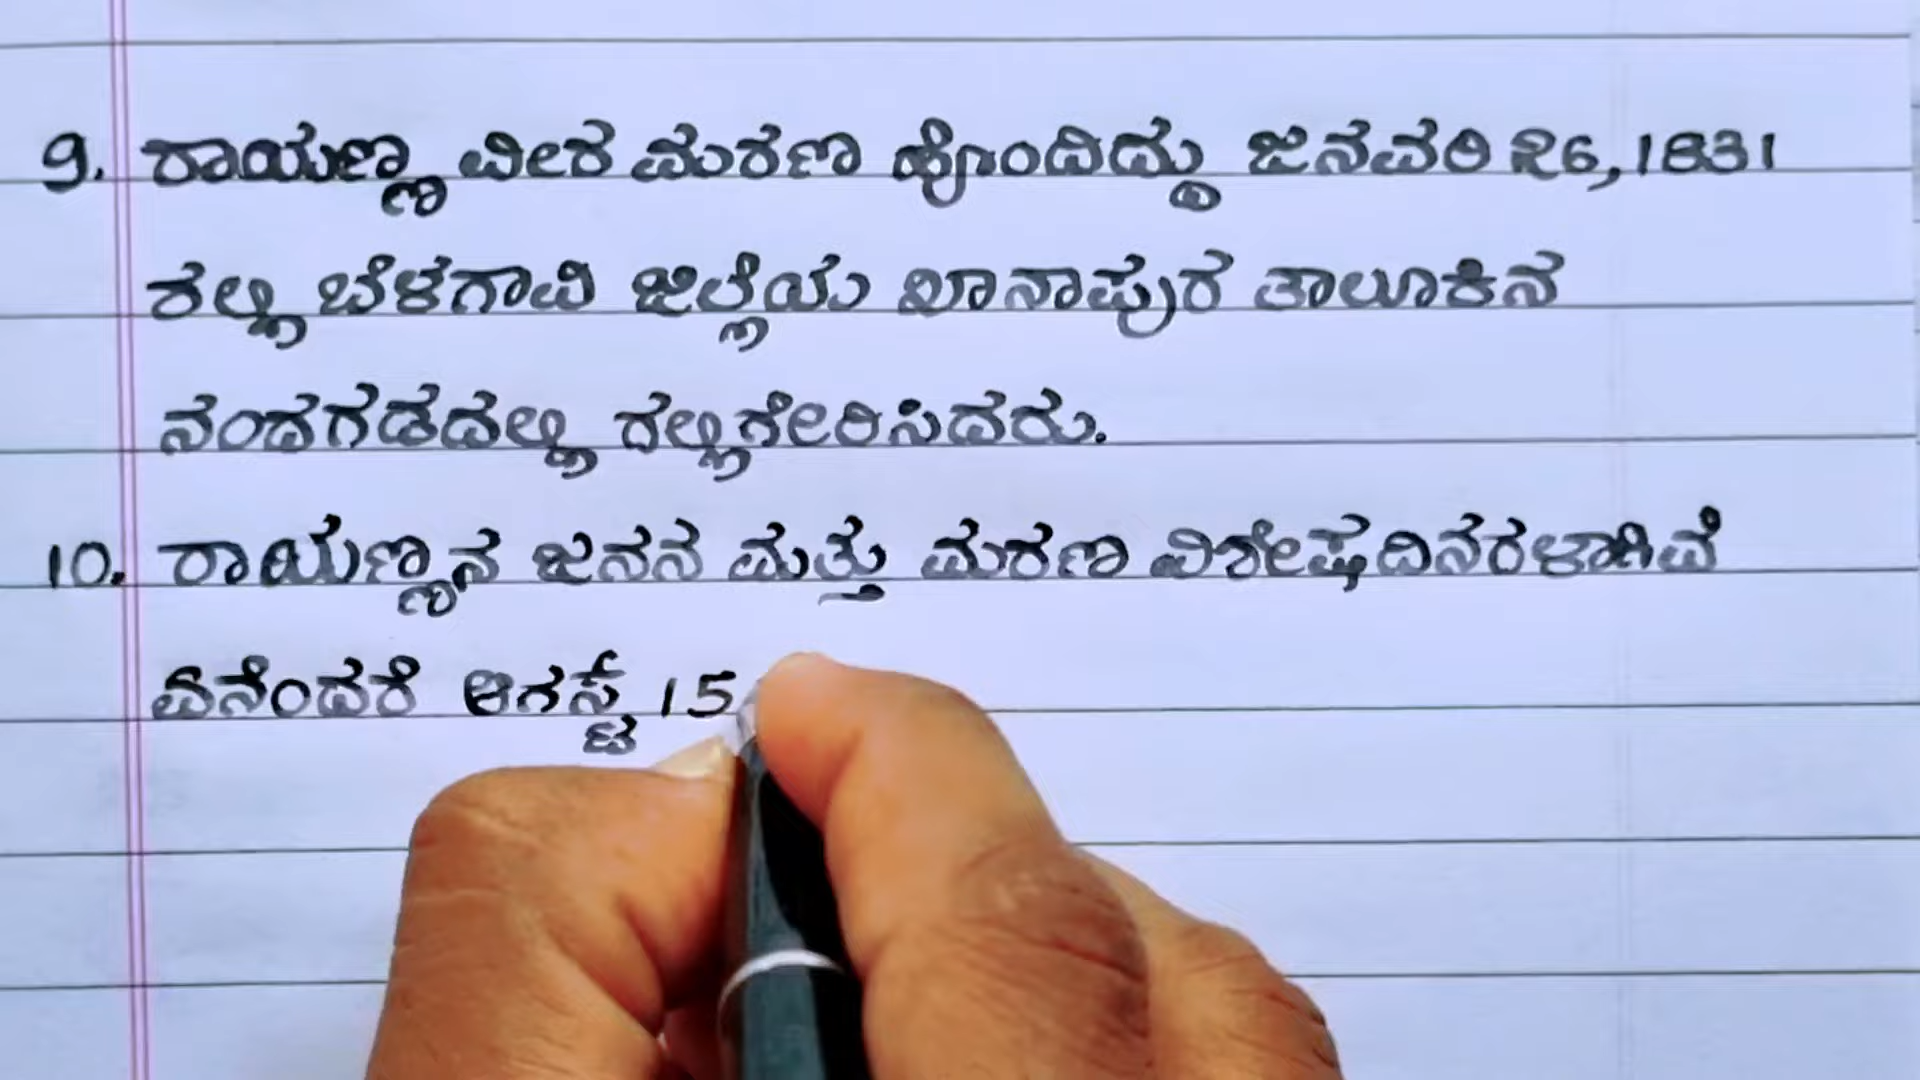 9. ರಾಯಣ್ಣ ವೀರ ಮರಣ ಹೊಂದಿದ್ದು ಜನವರಿ 26, 1831
ರಲ್ಲಿ ಬೆಳಗಾವಿ ಜಿಲ್ಲೆಯ ಖಾನಾಪುರ ತಾಲೂಕಿನ
ನಂದಗಡದಲ್ಲಿ ಗಲ್ಲಿಗೇರಿಸಿದರು.
10. ರಾಯಣ್ಣನ ಜನನ ಮತ್ತು ಮರಣ ವಿಶೇಷದಿನಗಳಾಗಿವೆ
ಏನೆಂದರೆ ಆಗಸ್ಟ್ 15